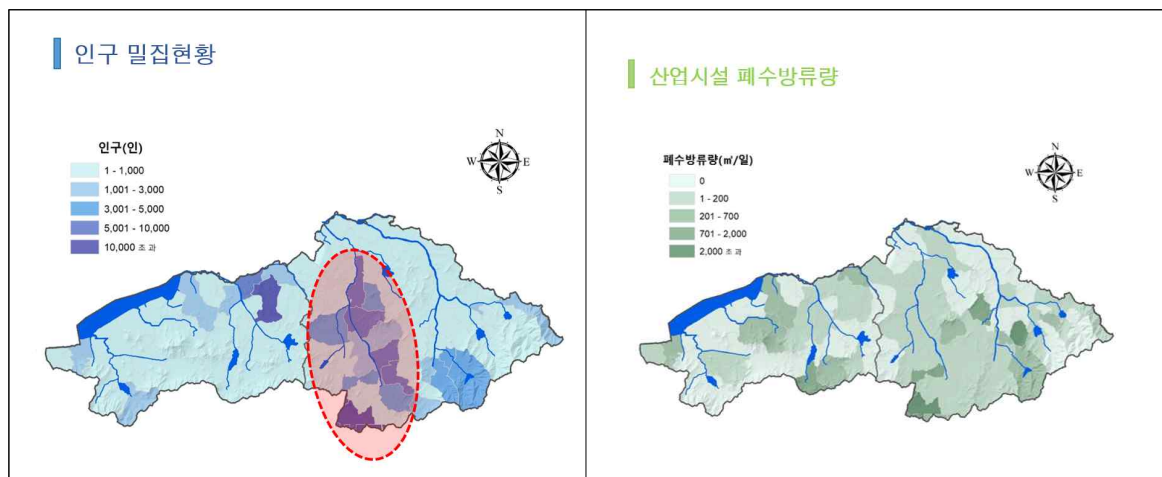 인구 밀집현황
인구(인)
1 - 1,000
1,001 - 3,000
3,001 - 5,000
5,001 - 10,000
10,000 초과
N
W E
S
산업시설 폐수방류량
폐수방류량(㎥/일)
0
1 - 200
201 - 700
701 - 2,000
2,000 초과
N
W E
S